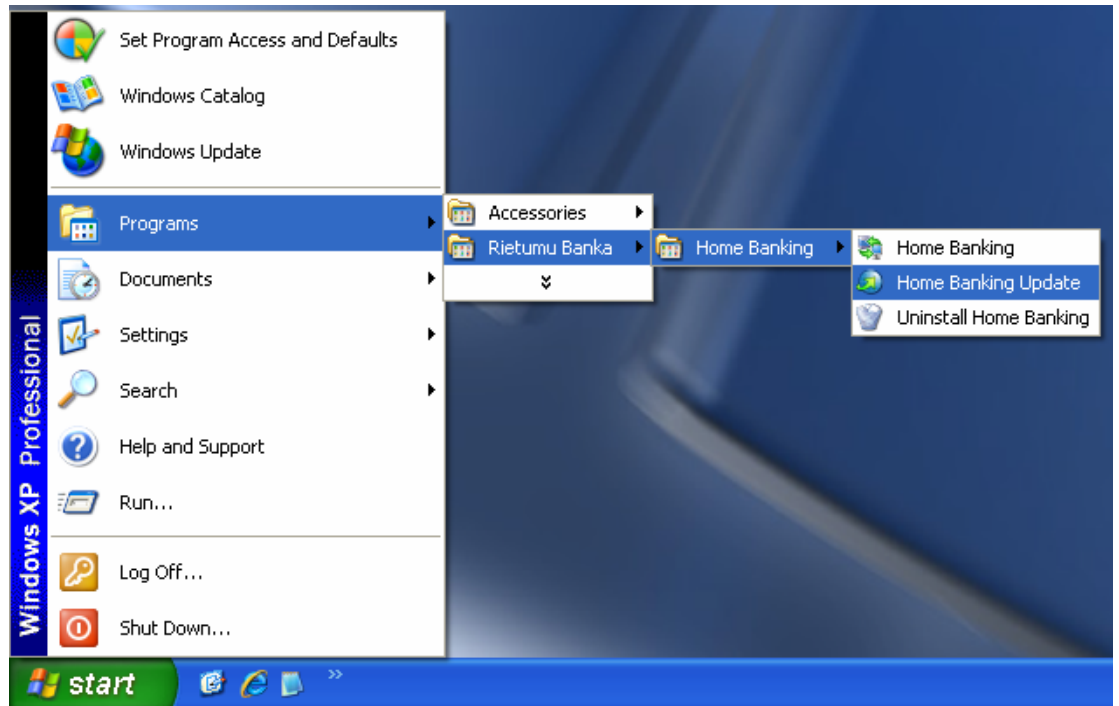 Set Program Access and Defaults
Windows Catalog
Windows Update
Programs
Documents
Settings
Search
Help and Support
Run...
Log Off...
Shut Down...
Windows XP Professional
Accessories
Rietumu Banka
Home Banking
Home Banking
Home Banking Update
Uninstall Home Banking
start